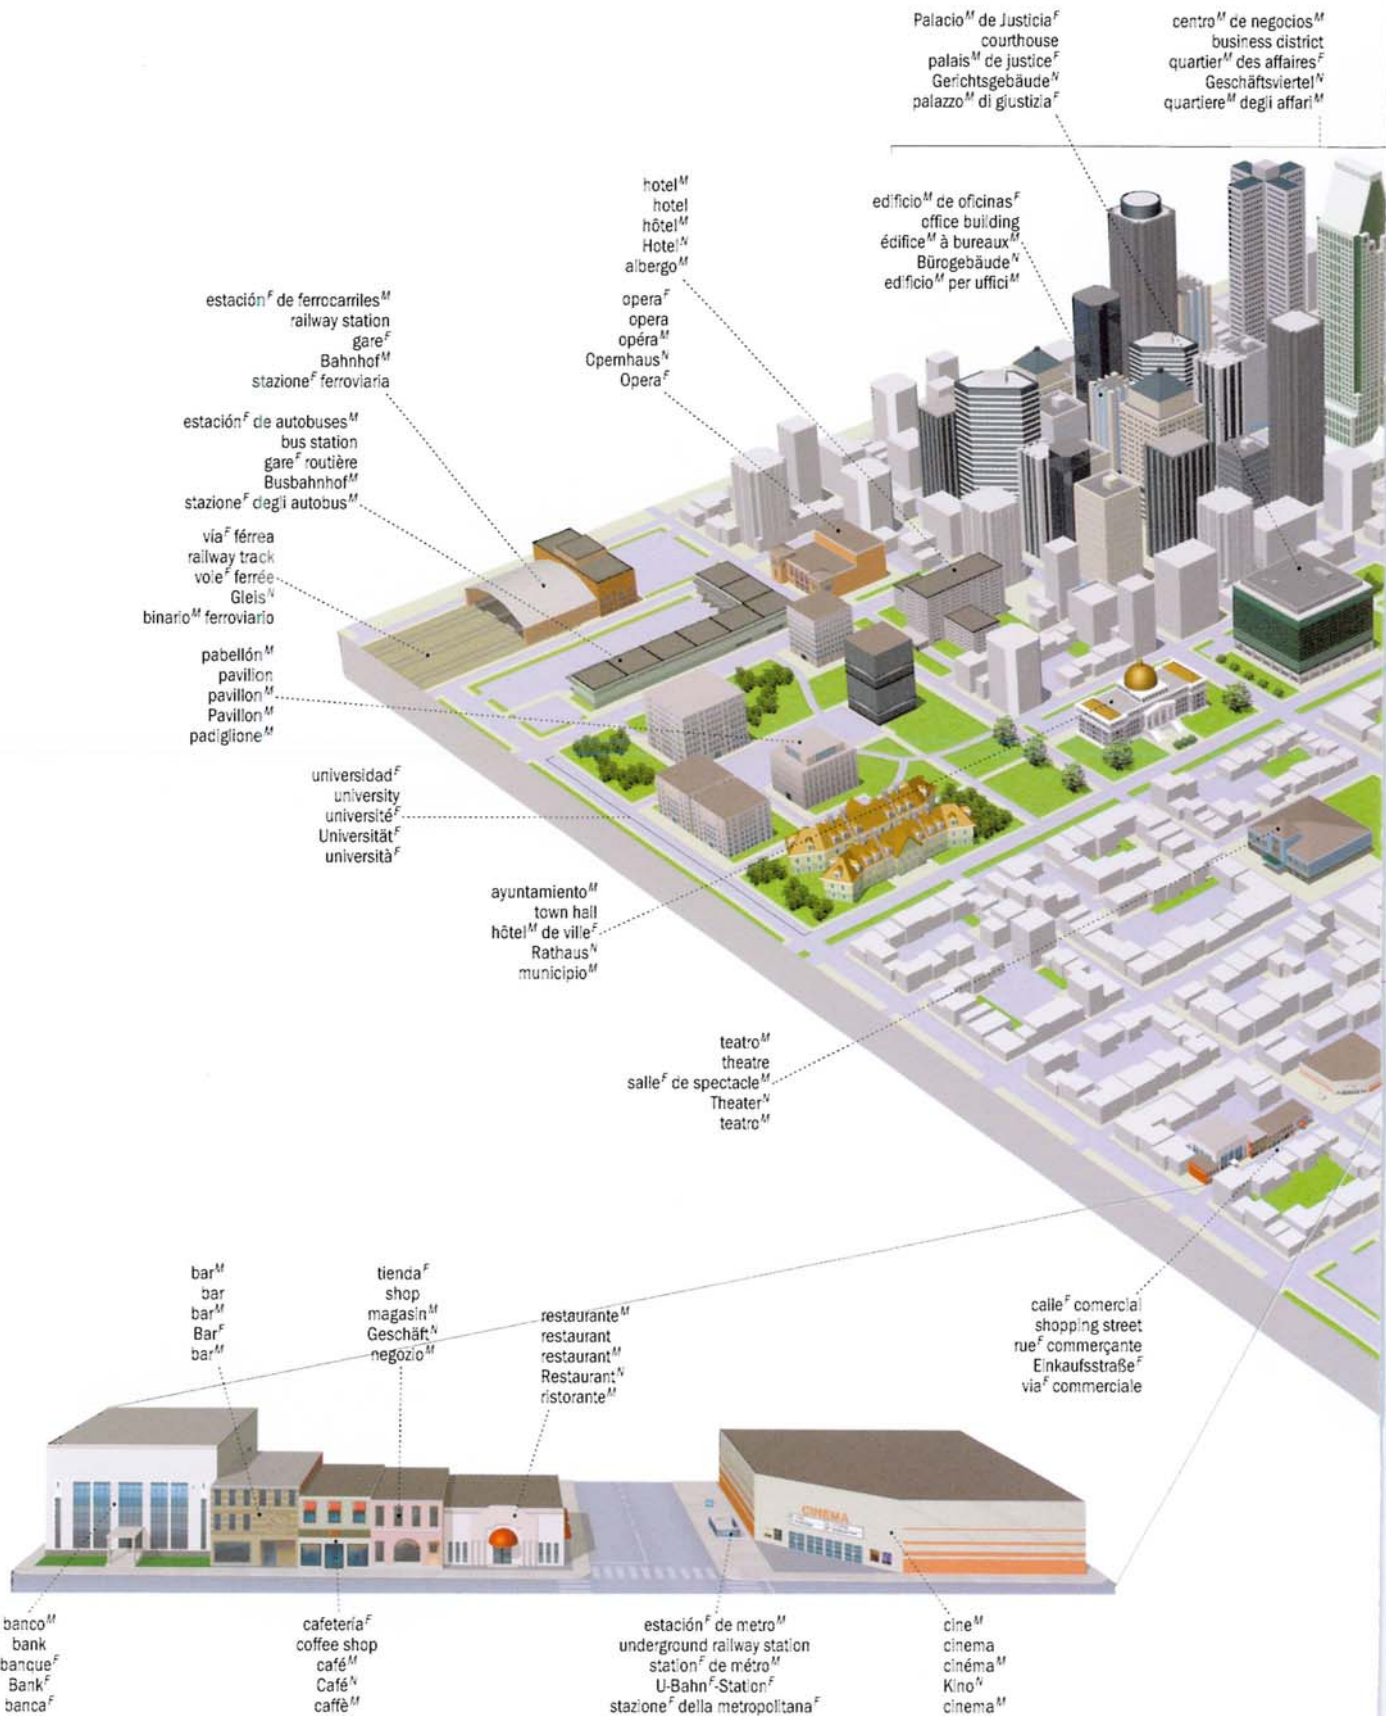 Palacio^M de Justicia^F
courthouse
palais^M de justice^F
Gerichtsgebäude^N
palazzo^M di giustizia^F
centro^M de negocios^M
business district
quartier^M des affaires^F
Geschäftsviertel^N
quartiere^M degli affari^M
hotel^M
hotel
hôtel^M
Hotel^N
albergo^M
edificio^M de oficinas^F
office building
édifice^M à bureaux^M
Bürogebäude^N
edificio^M per uffici^M
opera^F
opera
opéra^M
Opernhaus^N
Opera^F
estación^F de ferrocarriles^M
railway station
gare^F
Bahnhof^M
stazione^F ferroviaria
estación^F de autobuses^M
bus station
gare^F routière
Busbahnhof^M
stazione^F degli autobus^M
vía^F férrea
railway track
voie^F ferrée
Gleis^N
binario^M ferroviario
pabellón^M
pavilion
pavillon^M
Pavillon^M
padiglione^M
universidad^F
university
université^F
Universität^F
università^F
ayuntamiento^M
town hall
hôtel^M de ville^F
Rathaus^N
municipio^M
teatro^M
theatre
salle^F de spectacle^M
Theater^N
teatro^M
calle^F comercial
shopping street
rue^F commerçante
Einkaufsstraße^F
via^F commerciale
bar^M
bar
bar^M
Bar^F
bar^M
tienda^F
shop
magasin^M
Geschäft^N
negozio^M
restaurante^M
restaurant
restaurant^M
Restaurant^N
ristorante^M
CINEMA
banco^M
bank
banque^F
Bank^F
banca^F
cafetería^F
coffee shop
café^M
Café^N
caffè^M
estación^F de metro^M
underground railway station
station^F de métro^M
U-Bahn^F-Station^F
stazione^F della metropolitana^F
cine^M
cinema
cinéma^M
Kino^N
cinema^M